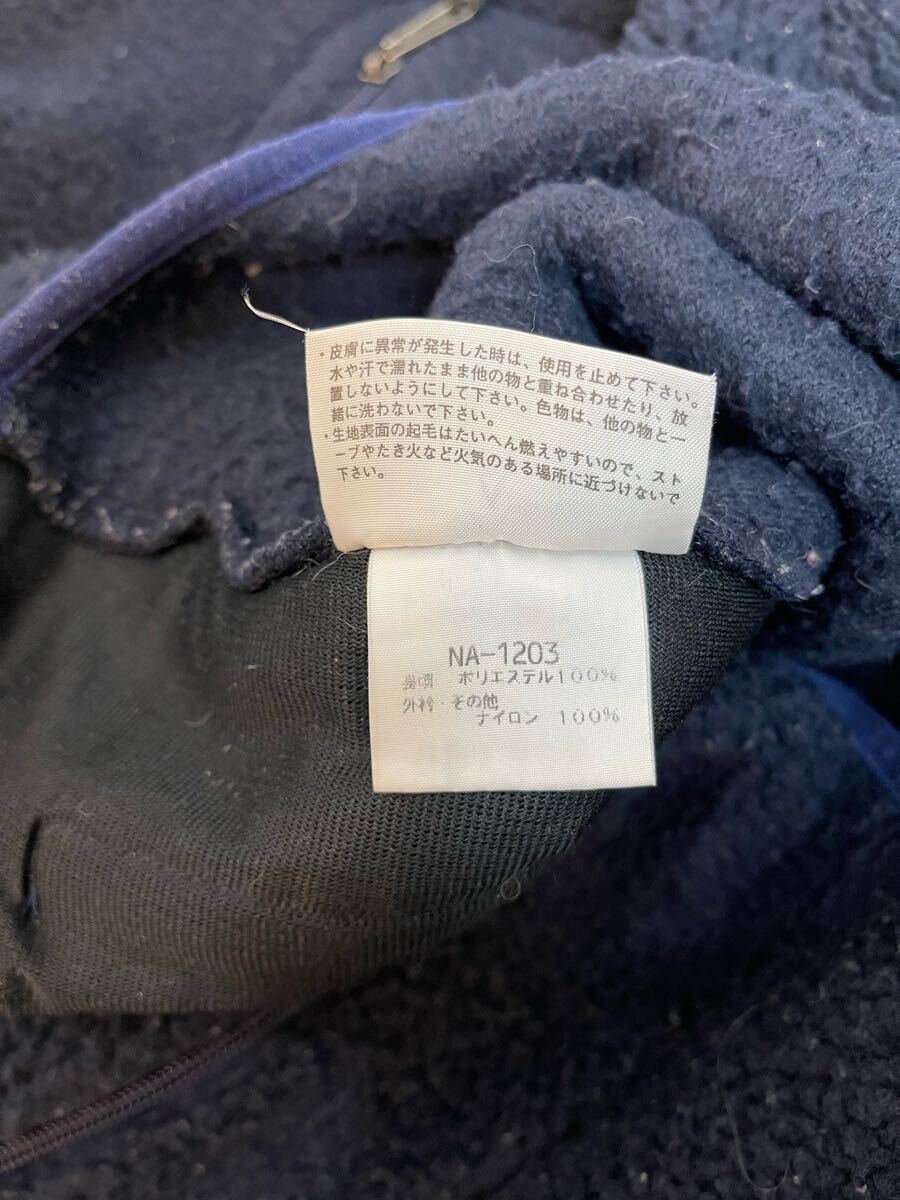 ・皮膚に異常が発生した時は、使用を止めて下さい。
水や汗で濡れたまま他の物と重ね合わせたり、放
置しないようにして下さい。色物は、他の物と一
緒に洗わないで下さい。
・生地表面の起毛はたいへん燃えやすいので、スト
ーブやたき火など火気のある場所に近づけないで
下さい。
NA-1203
身頃 ポリエステル100%
外衿・その他
ナイロン 100%